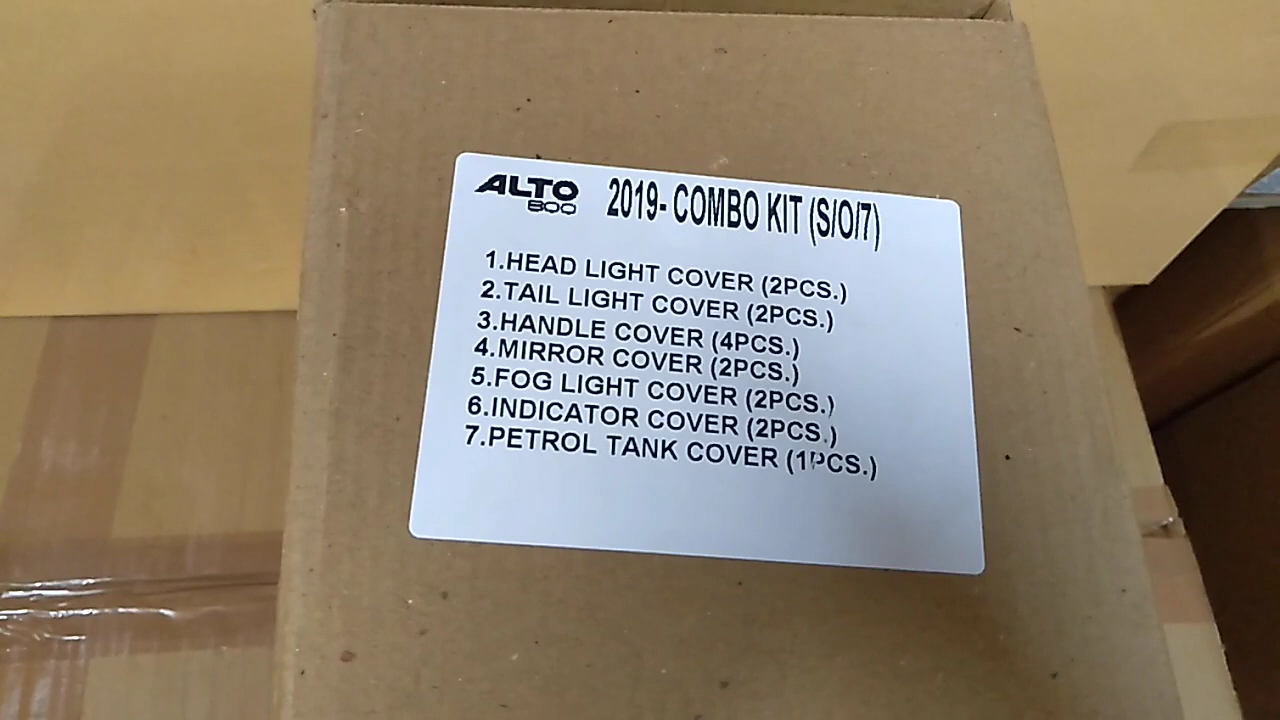 ALTO 800 2019- COMBO KIT (S/O/7)
1.HEAD LIGHT COVER (2PCS.)
2.TAIL LIGHT COVER (2PCS.)
3.HANDLE COVER (4PCS.)
4.MIRROR COVER (2PCS.)
5.FOG LIGHT COVER (2PCS.)
6.INDICATOR COVER (2PCS.)
7.PETROL TANK COVER (1PCS.)